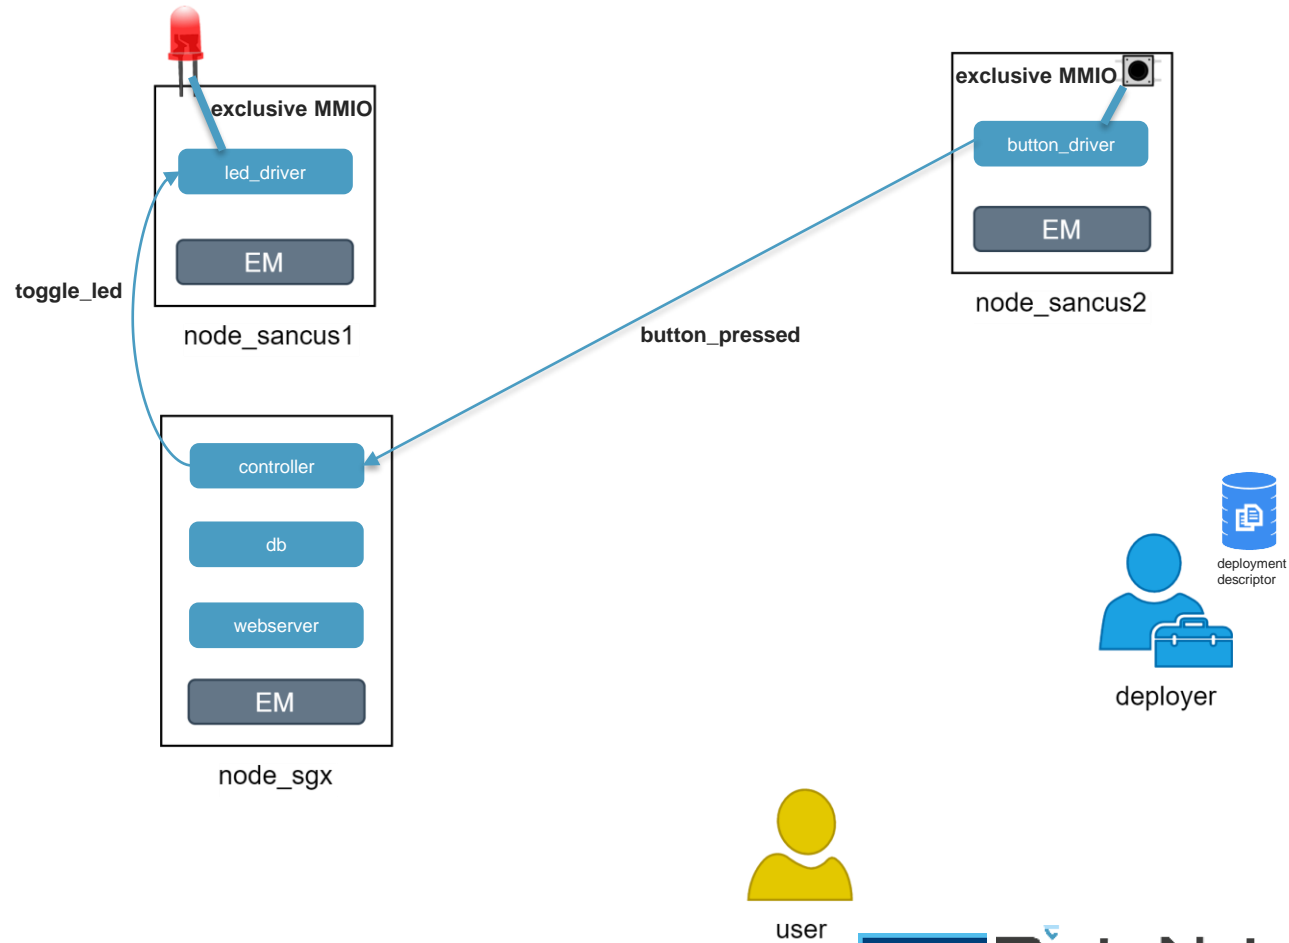 exclusive MMIO
led_driver
EM
node_sancus1
toggle_led
exclusive MMIO
button_driver
EM
node_sancus2
button_pressed
controller
db
webserver
EM
node_sgx
deployment
descriptor
deployer
user